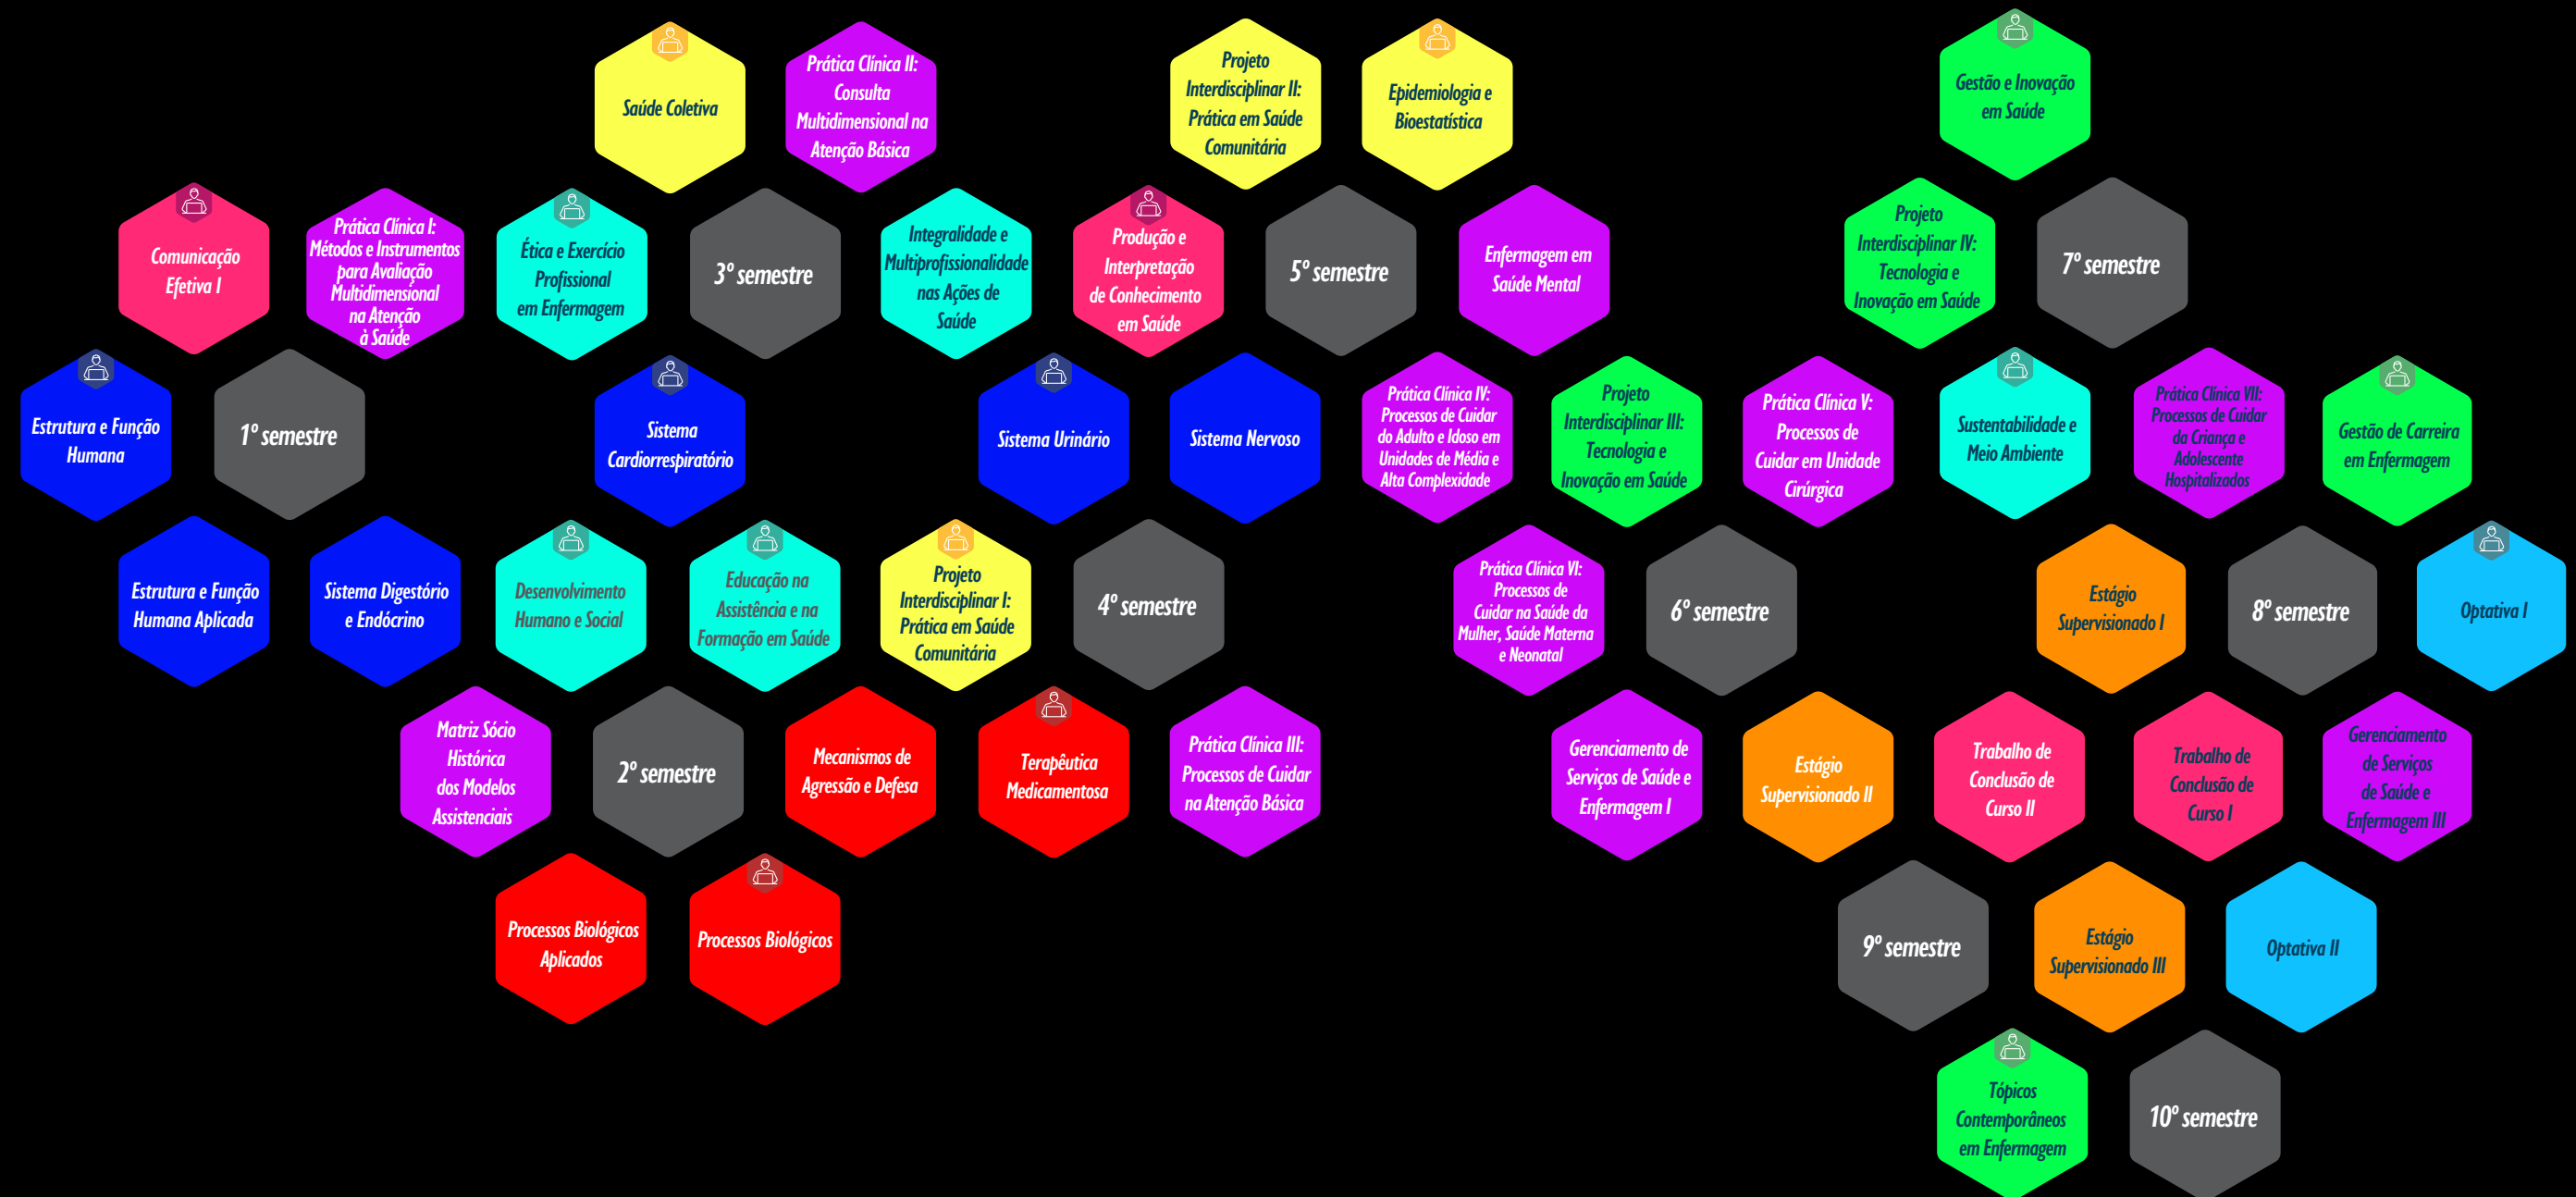 Saúde Coletiva
Prática Clínica II:
Consulta
Multidimensional na
Atenção Básica
Projeto
Interdisciplinar II:
Prática em Saúde
Comunitária
Epidemiologia e
Bioestatística
Gestão e Inovação
em Saúde
Comunicação
Efetiva I
Prática Clínica I:
Métodos e Instrumentos
para Avaliação
Multidimensional
na Atenção
à Saúde
Ética e Exercício
Profissional
em Enfermagem
3º semestre
Integralidade e
Multiprofissionalidade
nas Ações de
Saúde
Produção e
Interpretação
de Conhecimento
em Saúde
5º semestre
Enfermagem em
Saúde Mental
Projeto
Interdisciplinar IV:
Tecnologia e
Inovação em Saúde
7º semestre
Estrutura e Função
Humana
1º semestre
Sistema
Cardiorrespiratório
Sistema Urinário
Sistema Nervoso
Prática Clínica IV:
Processos de Cuidar
do Adulto e Idoso em
Unidades de Média e
Alta Complexidade
Projeto
Interdisciplinar III:
Tecnologia e
Inovação em Saúde
Prática Clínica V:
Processos de
Cuidar em Unidade
Cirúrgica
Sustentabilidade e
Meio Ambiente
Prática Clínica VII:
Processos de Cuidar
da Criança e
Adolescente
Hospitalizados
Gestão de Carreira
em Enfermagem
Estrutura e Função
Humana Aplicada
Sistema Digestório
e Endócrino
Desenvolvimento
Humano e Social
Educação na
Assistência e na
Formação em Saúde
Projeto
Interdisciplinar I:
Prática em Saúde
Comunitária
4º semestre
Prática Clínica VI:
Processos de
Cuidar na Saúde da
Mulher, Saúde Materna
e Neonatal
6º semestre
Estágio
Supervisionado I
8º semestre
Optativa I
Matriz Sócio
Histórica
dos Modelos
Assistenciais
2º semestre
Mecanismos de
Agressão e Defesa
Terapêutica
Medicamentosa
Prática Clínica III:
Processos de Cuidar
na Atenção Básica
Gerenciamento de
Serviços de Saúde e
Enfermagem I
Estágio
Supervisionado II
Trabalho de
Conclusão de
Curso II
Trabalho de
Conclusão de
Curso I
Gerenciamento
de Serviços
de Saúde e
Enfermagem III
Processos Biológicos
Aplicados
Processos Biológicos
9º semestre
Estágio
Supervisionado III
Optativa II
Tópicos
Contemporâneos
em Enfermagem
10º semestre